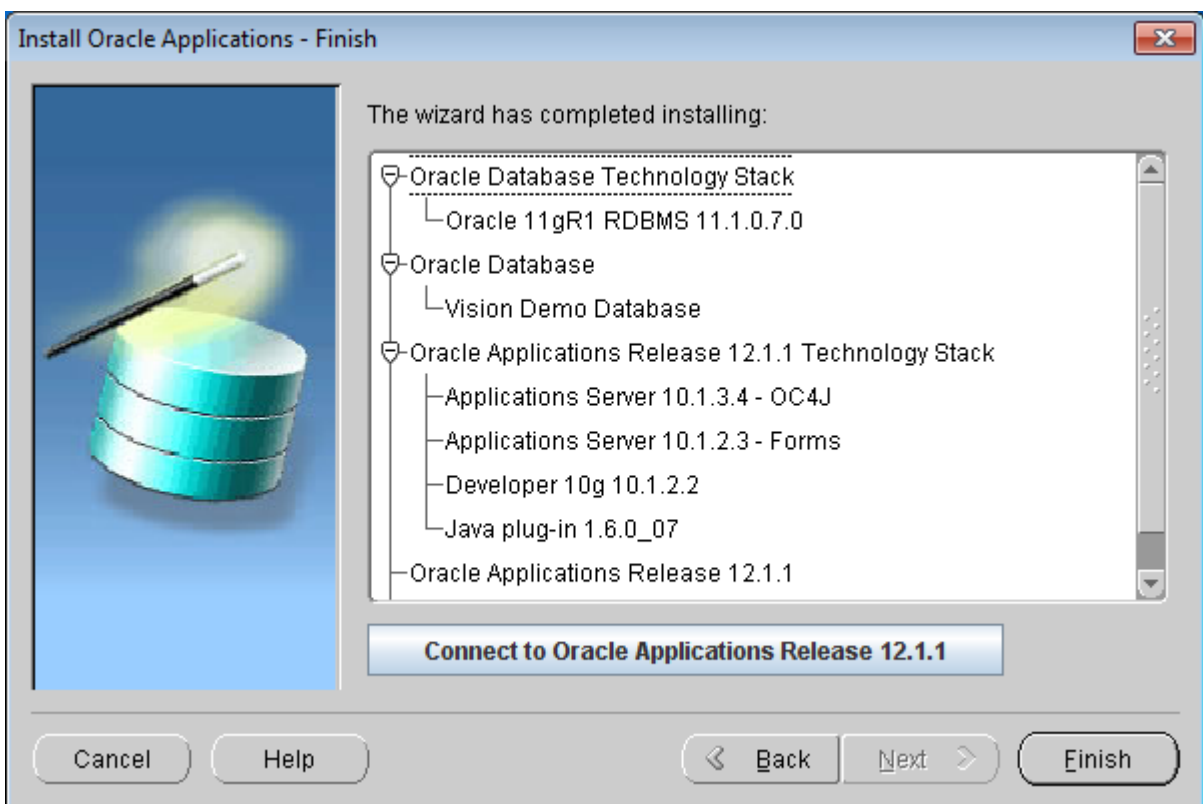 Install Oracle Applications - Finish
The wizard has completed installing:
Oracle Database Technology Stack
Oracle 11gR1 RDBMS 11.1.0.7.0
Oracle Database
Vision Demo Database
Oracle Applications Release 12.1.1 Technology Stack
Applications Server 10.1.3.4 - OC4J
Applications Server 10.1.2.3 - Forms
Developer 10g 10.1.2.2
Java plug-in 1.6.0_07
Oracle Applications Release 12.1.1
Connect to Oracle Applications Release 12.1.1
Cancel Help Back Next Finish